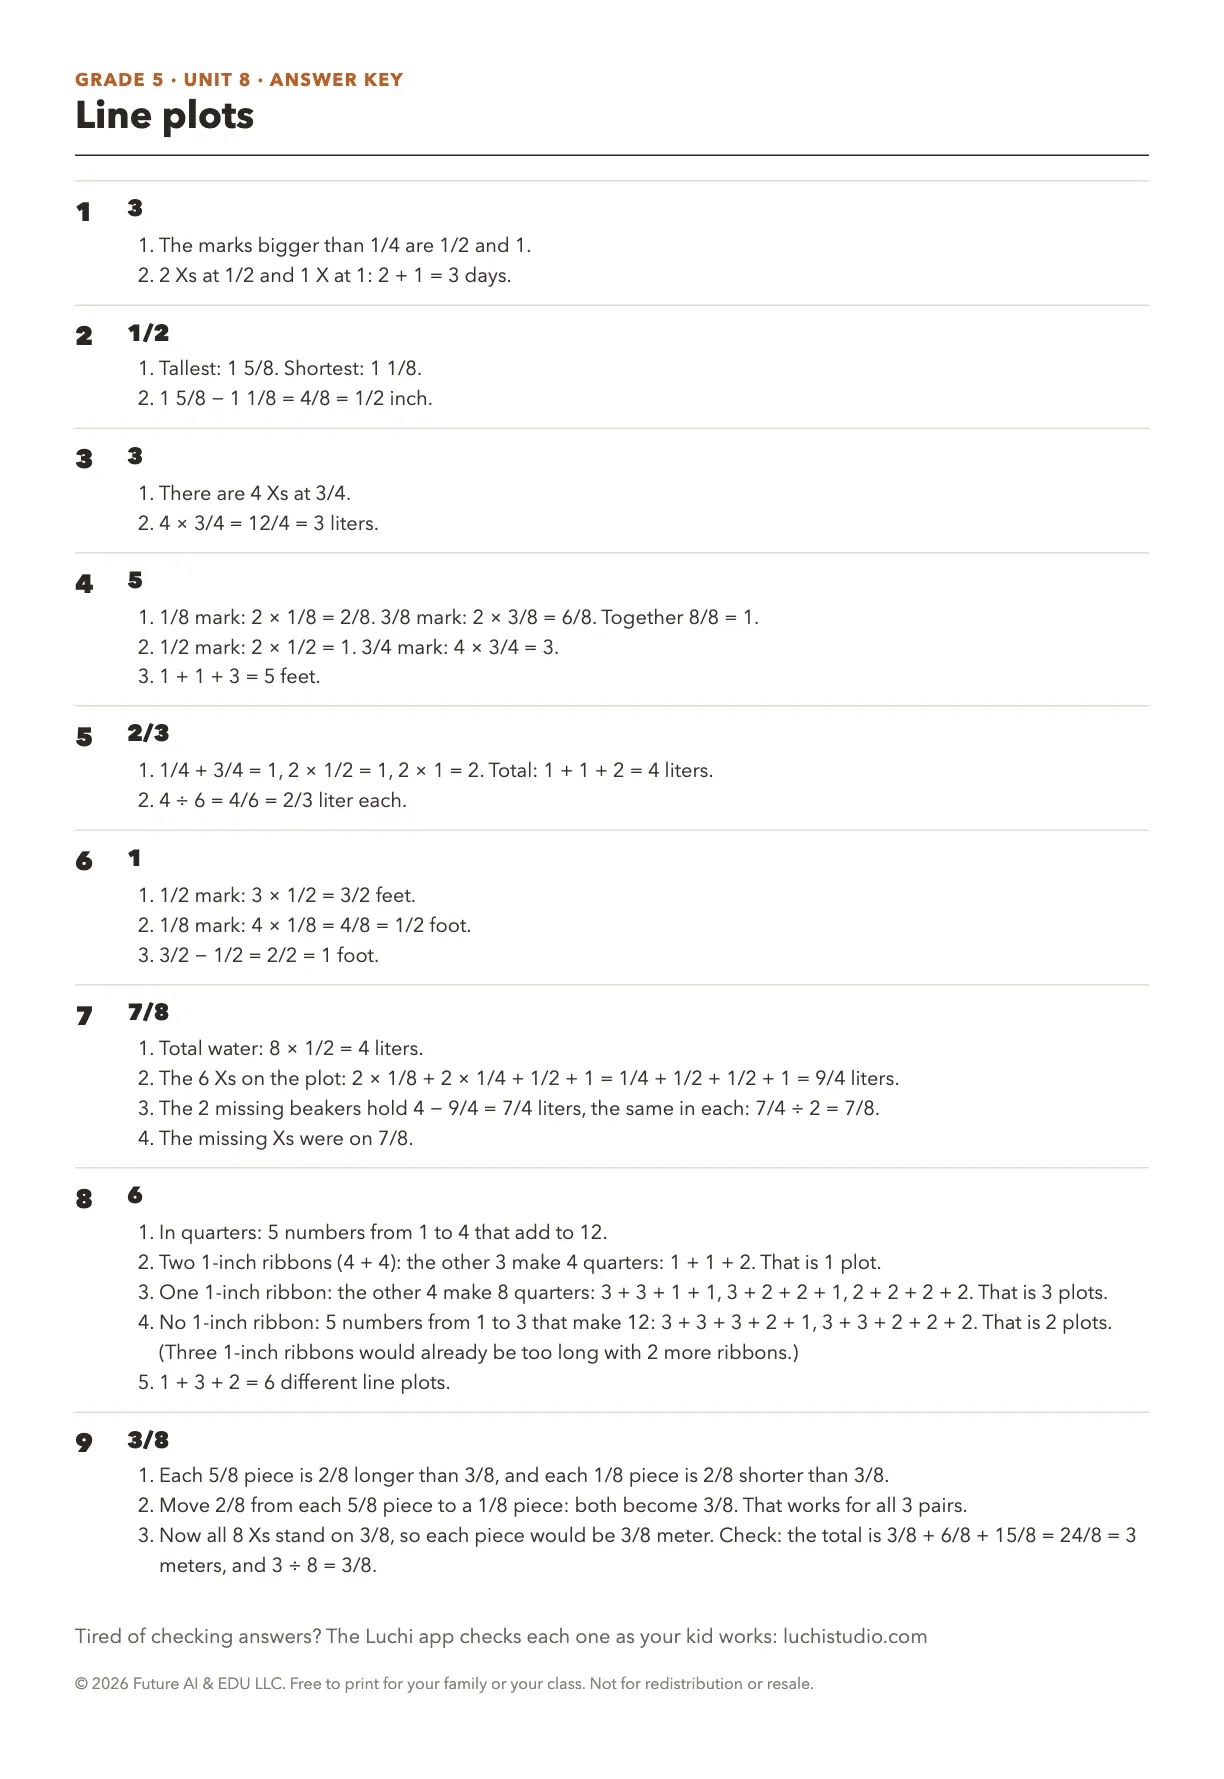 GRADE 5 · UNIT 8 · ANSWER KEY
Line plots
1 3
1. The marks bigger than 1/4 are 1/2 and 1.
2. 2 Xs at 1/2 and 1 X at 1: 2 + 1 = 3 days.
2 1/2
1. Tallest: 1 5/8. Shortest: 1 1/8.
2. 1 5/8 − 1 1/8 = 4/8 = 1/2 inch.
3 3
1. There are 4 Xs at 3/4.
2. 4 × 3/4 = 12/4 = 3 liters.
4 5
1. 1/8 mark: 2 × 1/8 = 2/8. 3/8 mark: 2 × 3/8 = 6/8. Together 8/8 = 1.
2. 1/2 mark: 2 × 1/2 = 1. 3/4 mark: 4 × 3/4 = 3.
3. 1 + 1 + 3 = 5 feet.
5 2/3
1. 1/4 + 3/4 = 1, 2 × 1/2 = 1, 2 × 1 = 2. Total: 1 + 1 + 2 = 4 liters.
2. 4 ÷ 6 = 4/6 = 2/3 liter each.
6 1
1. 1/2 mark: 3 × 1/2 = 3/2 feet.
2. 1/8 mark: 4 × 1/8 = 4/8 = 1/2 foot.
3. 3/2 − 1/2 = 2/2 = 1 foot.
7 7/8
1. Total water: 8 × 1/2 = 4 liters.
2. The 6 Xs on the plot: 2 × 1/8 + 2 × 1/4 + 1/2 + 1 = 1/4 + 1/2 + 1/2 + 1 = 9/4 liters.
3. The 2 missing beakers hold 4 − 9/4 = 7/4 liters, the same in each: 7/4 ÷ 2 = 7/8.
4. The missing Xs were on 7/8.
8 6
1. In quarters: 5 numbers from 1 to 4 that add to 12.
2. Two 1-inch ribbons (4 + 4): the other 3 make 4 quarters: 1 + 1 + 2. That is 1 plot.
3. One 1-inch ribbon: the other 4 make 8 quarters: 3 + 3 + 1 + 1, 3 + 2 + 2 + 1, 2 + 2 + 2 + 2. That is 3 plots.
4. No 1-inch ribbon: 5 numbers from 1 to 3 that make 12: 3 + 3 + 3 + 2 + 1, 3 + 3 + 2 + 2 + 2. That is 2 plots.
(Three 1-inch ribbons would already be too long with 2 more ribbons.)
5. 1 + 3 + 2 = 6 different line plots.
9 3/8
1. Each 5/8 piece is 2/8 longer than 3/8, and each 1/8 piece is 2/8 shorter than 3/8.
2. Move 2/8 from each 5/8 piece to a 1/8 piece: both become 3/8. That works for all 3 pairs.
3. Now all 8 Xs stand on 3/8, so each piece would be 3/8 meter. Check: the total is 3/8 + 6/8 + 15/8 = 24/8 = 3
meters, and 3 ÷ 8 = 3/8.
Tired of checking answers? The Luchi app checks each one as your kid works: luchistudio.com
© 2026 Future AI & EDU LLC. Free to print for your family or your class. Not for redistribution or resale.